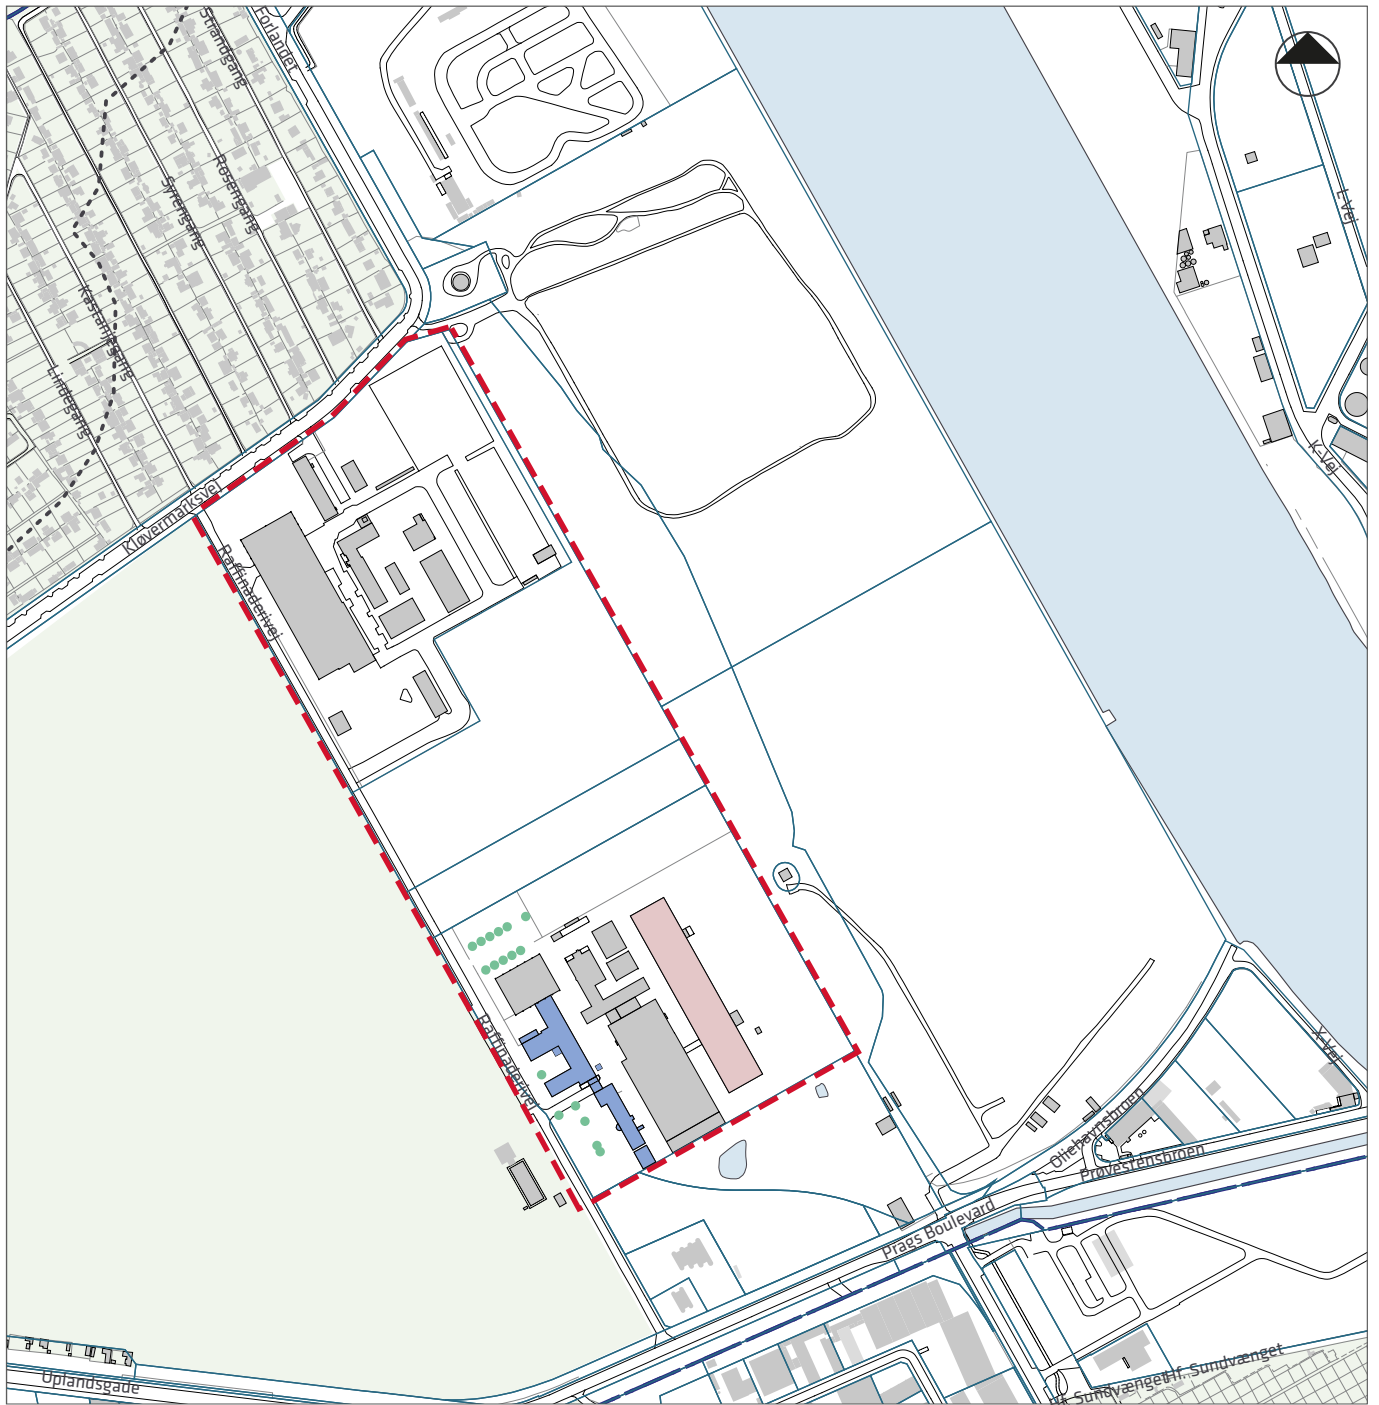 Strandgang
Forlandet
Rosengang
Syrengang
Kastaniegang
Lindegang
L-Vej
K-Vej
Kløvermarksvej
Raffinaderivej
Raffinaderivej
X-Vej
Oliehavnsbroen
Prøvestensbroen
Prags Boulevard
Uplandsgade
Hf. Sundvænget
Hf. Sundvænget